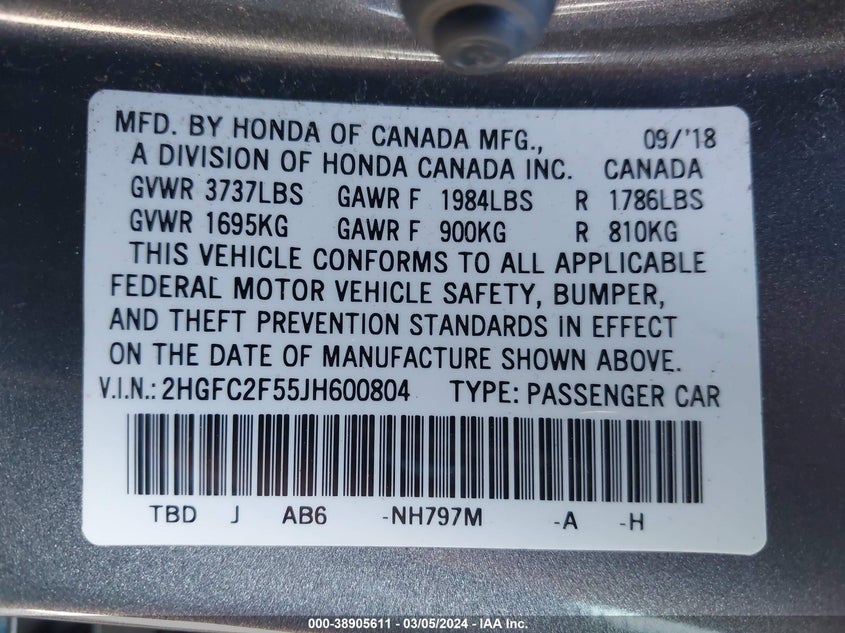 MFD. BY HONDA OF CANADA MFG., 09/'18
A DIVISION OF HONDA CANADA INC. CANADA
GVWR 3737LBS GAWR F 1984LBS R 1786LBS
GVWR 1695KG GAWR F 900KG R 810KG
THIS VEHICLE CONFORMS TO ALL APPLICABLE
FEDERAL MOTOR VEHICLE SAFETY, BUMPER,
AND THEFT PREVENTION STANDARDS IN EFFECT
ON THE DATE OF MANUFACTURE SHOWN ABOVE.
V.I.N.: 2HGFC2F55JH600804 TYPE: PASSENGER CAR
TBD J AB6 -NH797M -A -H
000-38905611 - 03/05/2024 - IAA Inc.